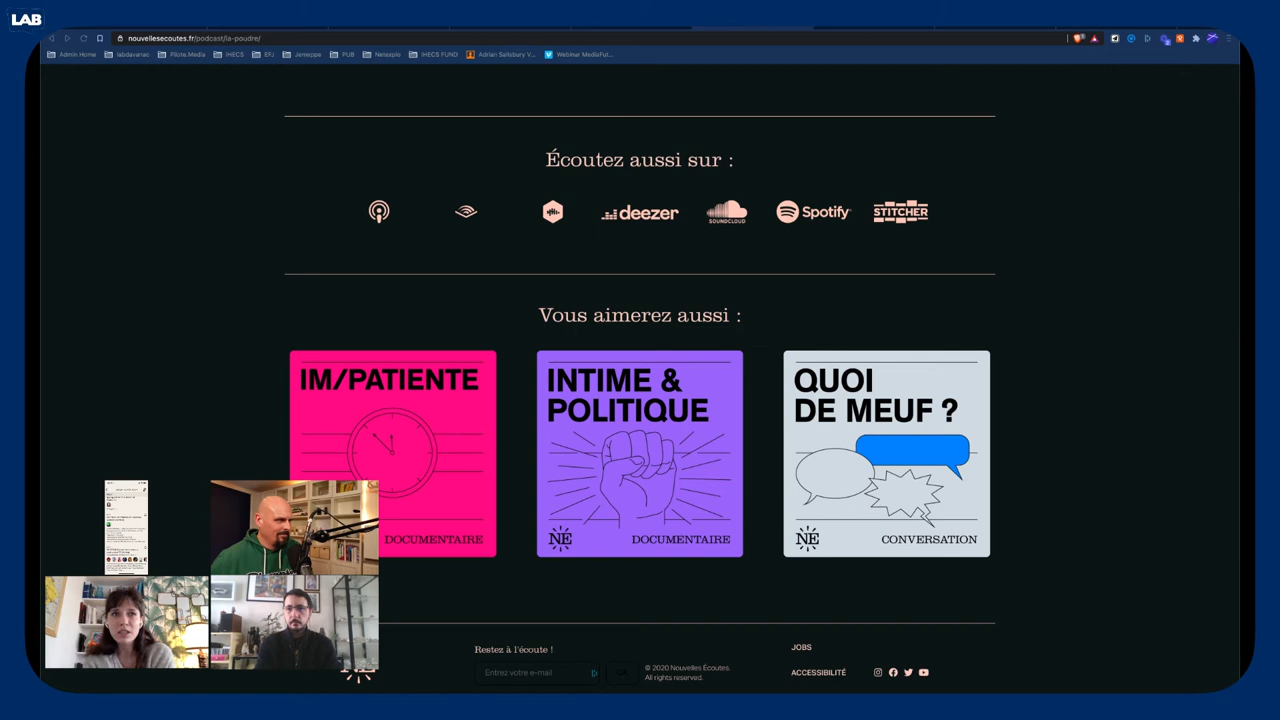 LAB
nouvellesecoutes.fr/podcast/la-poudre/
Admin Home labdavanac Pilote.Media IHECS EFJ Jemeppe PUB Netexplo IHECS FUND Adrian Salisbury V... Webinar MediaFut...
Écoutez aussi sur :
deezer SOUNDCLOUD Spotify STITCHER
Vous aimerez aussi :
IM/PATIENTE
DOCUMENTAIRE
INTIME &
POLITIQUE
NE DOCUMENTAIRE
QUOI
DE MEUF ?
NE CONVERSATION
Restez à l'écoute !
Entrez votre e-mail
© 2020 Nouvelles Écoutes.
All rights reserved.
JOBS
ACCESSIBILITÉ